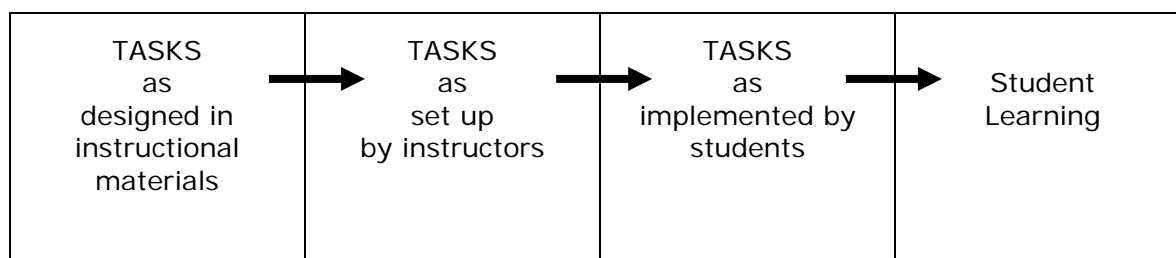 TASKS
as
designed in
instructional
materials
TASKS
as
set up
by instructors
TASKS
as
implemented by
students
Student
Learning